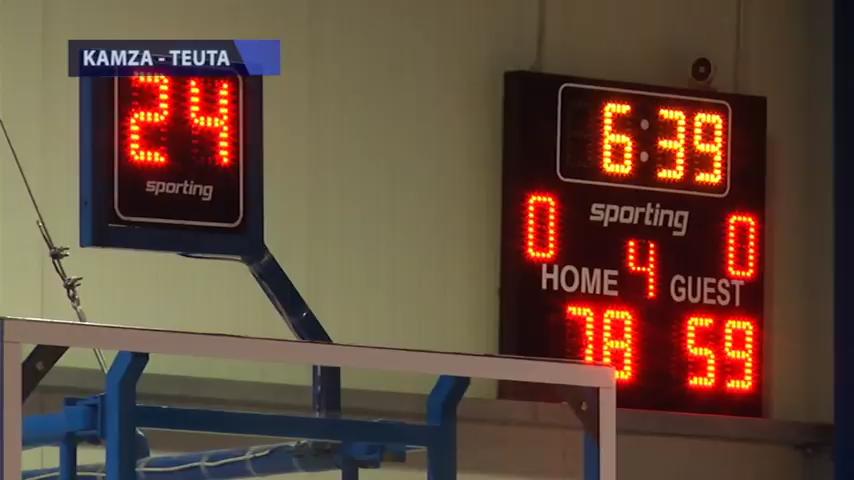 KAMZA - TEUTA
24
sporting
6:39
sporting
0 0
4
HOME GUEST
78 59